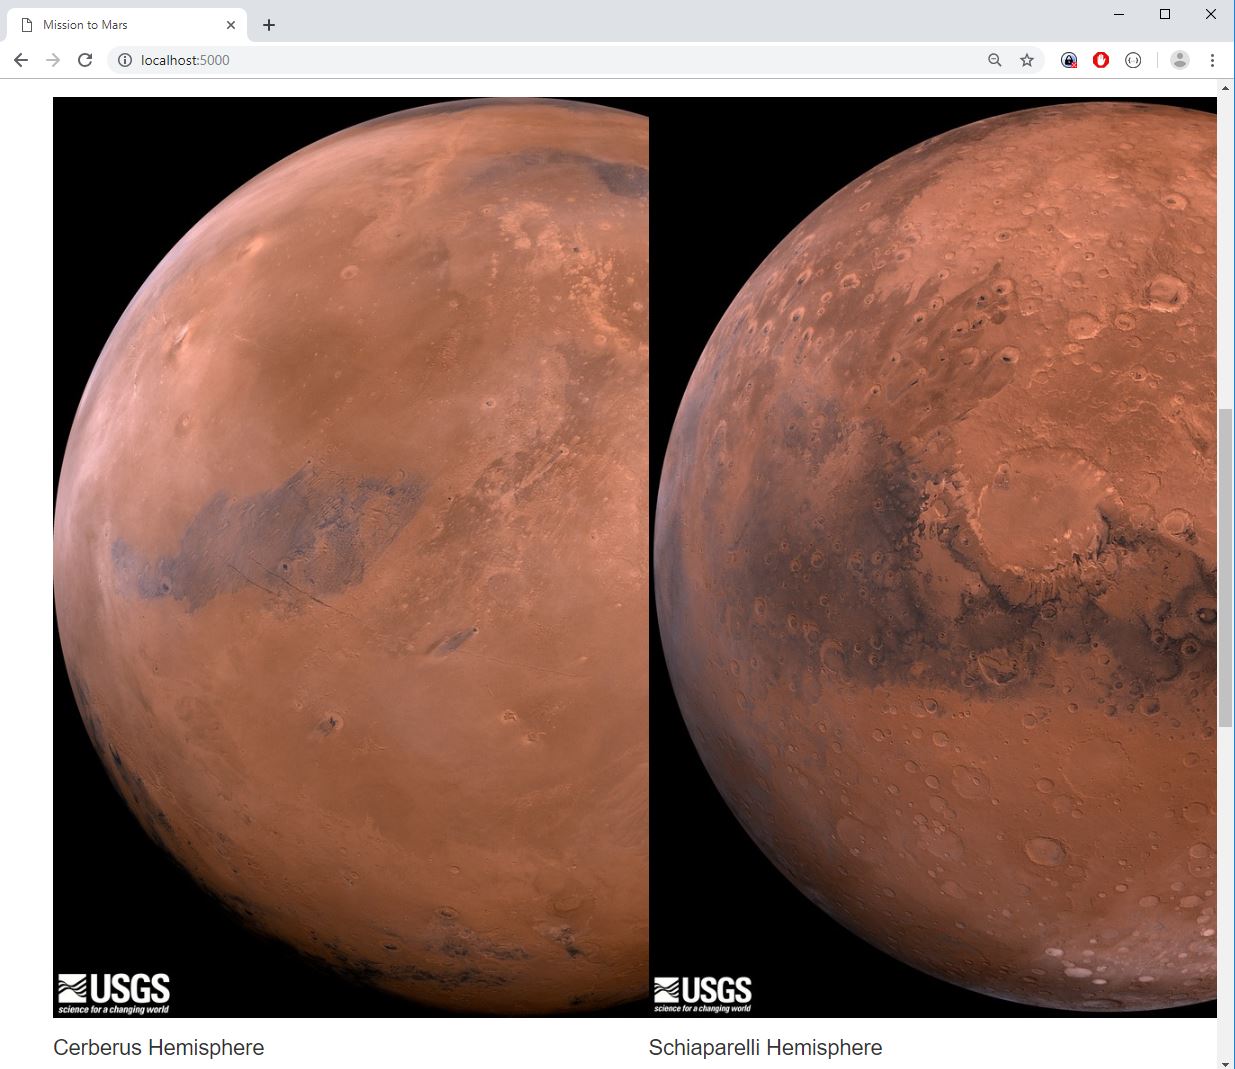 Mission to Mars
localhost:5000
USGS
science for a changing world
USGS
science for a changing world
Cerberus Hemisphere
Schiaparelli Hemisphere